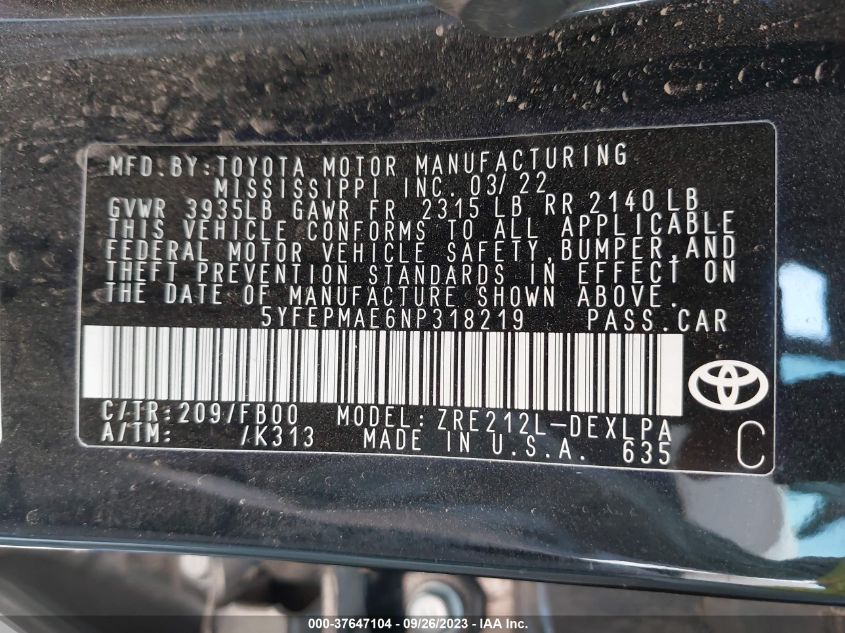 MFD.BY:TOYOTA MOTOR MANUFACTURING
MISSISSIPPI INC. 03/22
GVWR 3935LB GAWR FR 2315 LB RR 2140 LB
THIS VEHICLE CONFORMS TO ALL APPLICABLE
FEDERAL MOTOR VEHICLE SAFETY,BUMPER,AND
THEFT PREVENTION STANDARDS IN EFFECT ON
THE DATE OF MANUFACTURE SHOWN ABOVE.
5YFEPMAE6NP318219 PASS.CAR
C/TR:209/FB00 MODEL:ZRE212L-DEXLPA
A/TM: /K313 MADE IN U.S.A. 635
C
000-37647104 - 09/26/2023 - © IAA Inc.